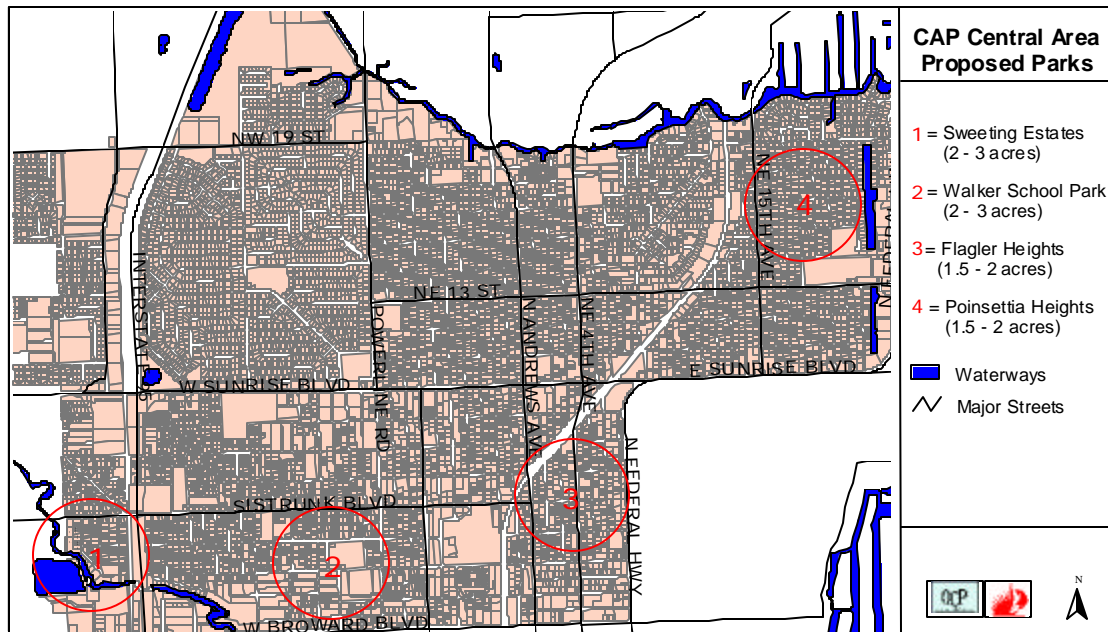 CAP Central Area
Proposed Parks
1 = Sweeting Estates
(2 - 3 acres)
2 = Walker School Park
(2 - 3 acres)
3= Flagler Heights
(1.5 - 2 acres)
4 = Poinsettia Heights
(1.5 - 2 acres)
Waterways
Major Streets
N
NW 19 ST
NE 15TH AVE
4
N FEDERAL
INTERSTATE 95
NE 13 ST
POWERLINE RD
N ANDREWS AVE
NE 4TH AVE
W SUNRISE BLVD
E SUNRISE BLVD
N FEDERAL HWY
SISTRUNK BLVD
3
1
2
W BROWARD BLVD